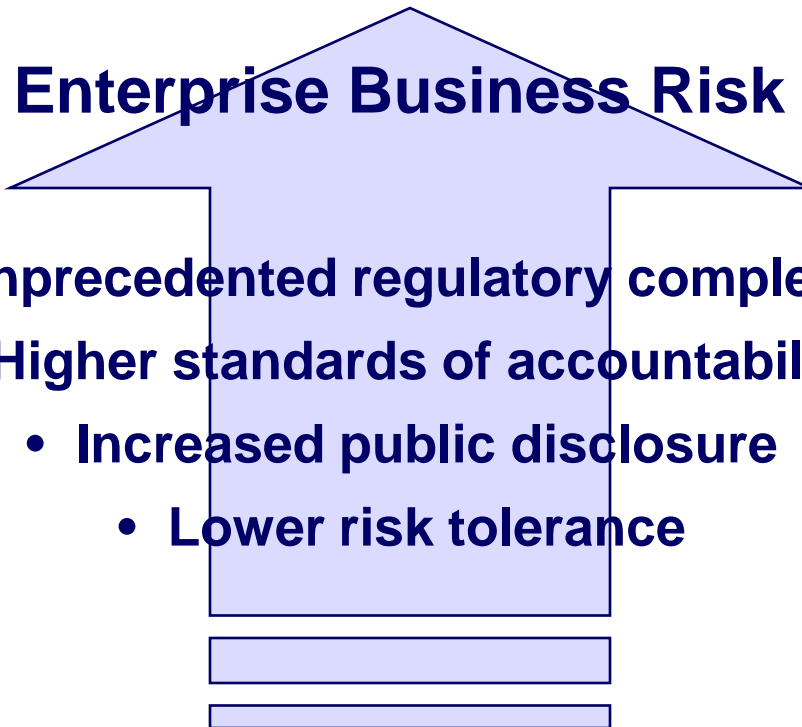 Enterprise Business Risk
nprecedented regulatory comple
Higher standards of accountabil
• Increased public disclosure
• Lower risk tolerance